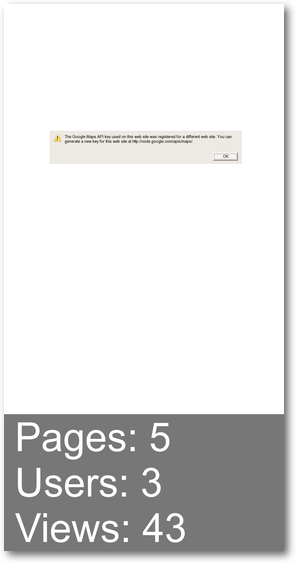 The Google Maps API key used on this web site was registered for a different web site. You can
generate a new key for this web site at http://code.google.com/apis/maps/.
OK
Pages: 5
Users: 3
Views: 43